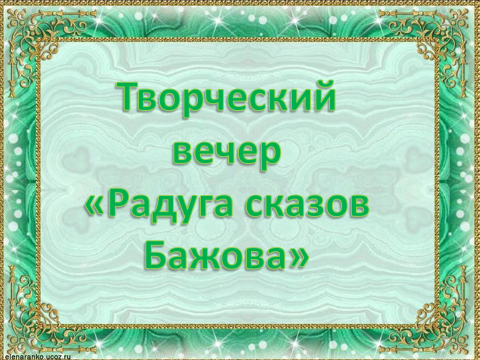 Творческий
вечер
«Радуга сказов
Бажова»
elenaranko.ucoz.ru